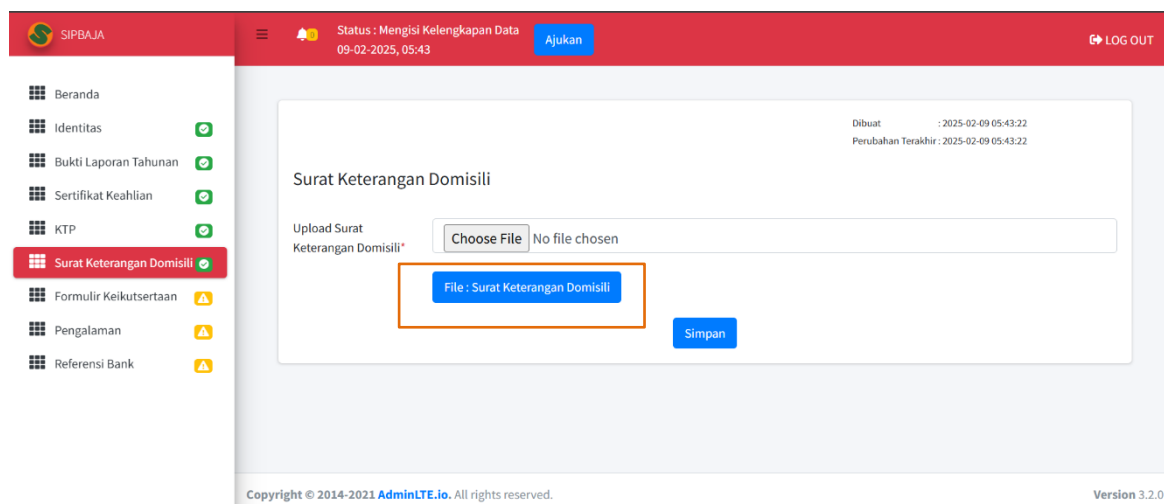 SIPBAJA
Status : Mengisi Kelengkapan Data
09-02-2025, 05:43
Ajukan
LOG OUT
Beranda
Identitas
Bukti Laporan Tahunan
Sertifikat Keahlian
KTP
Surat Keterangan Domisili
Formulir Keikutsertaan
Pengalaman
Referensi Bank
Dibuat : 2025-02-09 05:43:22
Perubahan Terakhir : 2025-02-09 05:43:22
Surat Keterangan Domisili
Upload Surat
Keterangan Domisili*
Choose File No file chosen
File : Surat Keterangan Domisili
Simpan
Copyright © 2014-2021 AdminLTE.io. All rights reserved.
Version 3.2.0